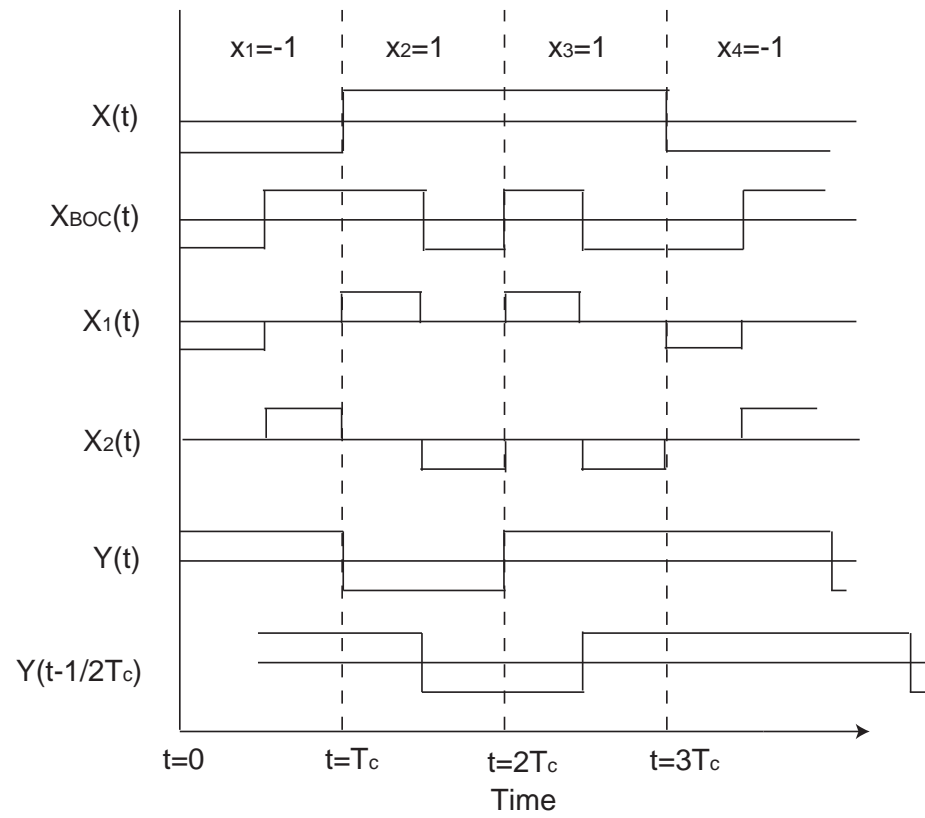 x1=-1 x2=1 x3=1 x4=-1
X(t)
XBOC(t)
X1(t)
X2(t)
Y(t)
Y(t-1/2Tc)
t=0 t=Tc t=2Tc t=3Tc
Time